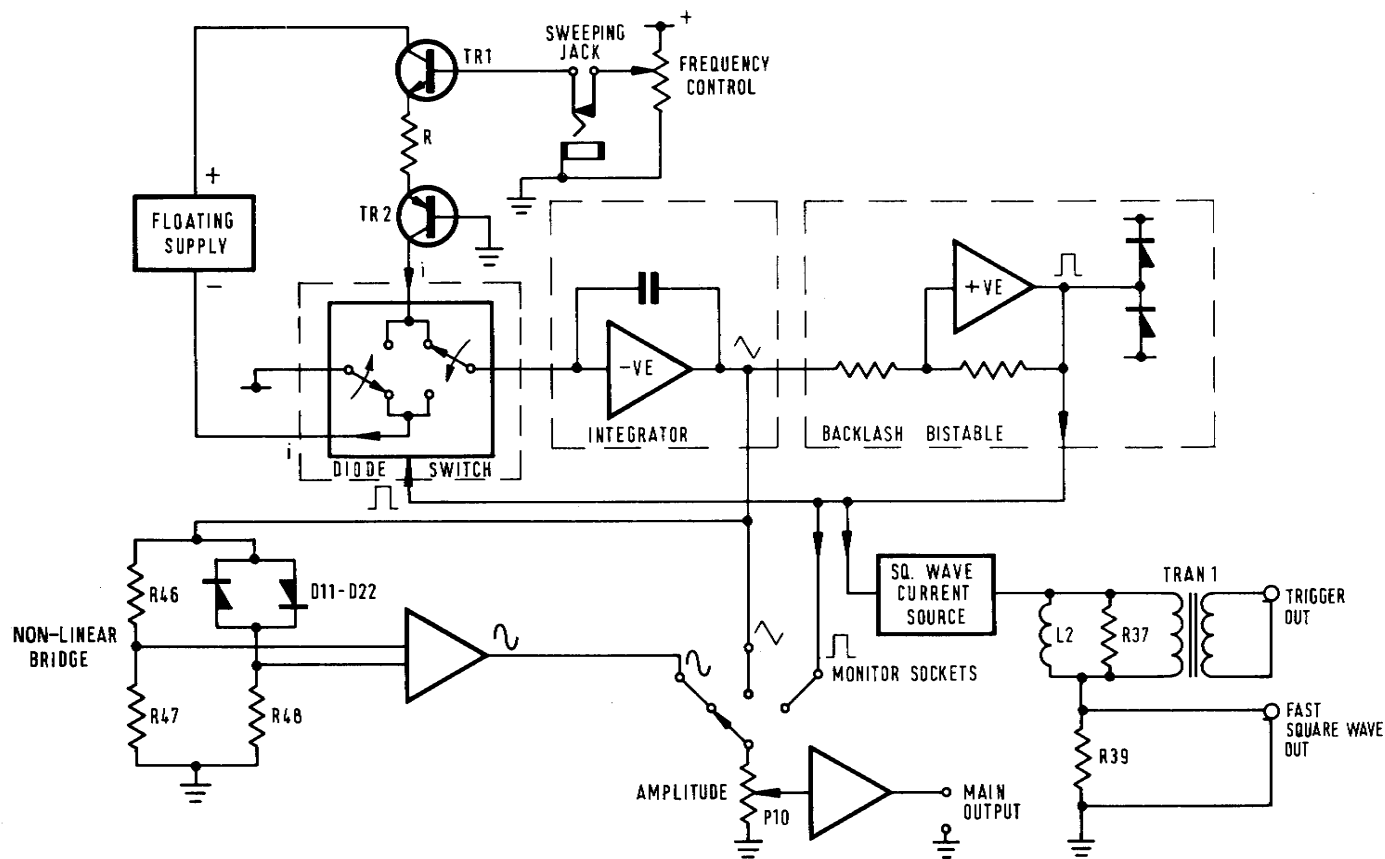 +
SWEEPING
JACK
TR1
FREQUENCY
CONTROL
R
+
TR2
FLOATING
SUPPLY
−
i
+VE
−VE
INTEGRATOR
BACKLASH BISTABLE
i
DIODE SWITCH
R46
D11-D22
SQ. WAVE
CURRENT
SOURCE
TRAN 1
TRIGGER
OUT
L2
R37
NON-LINEAR
BRIDGE
MONITOR SOCKETS
R47
R48
FAST
SQUARE WAVE
OUT
R39
AMPLITUDE
P10
MAIN
OUTPUT